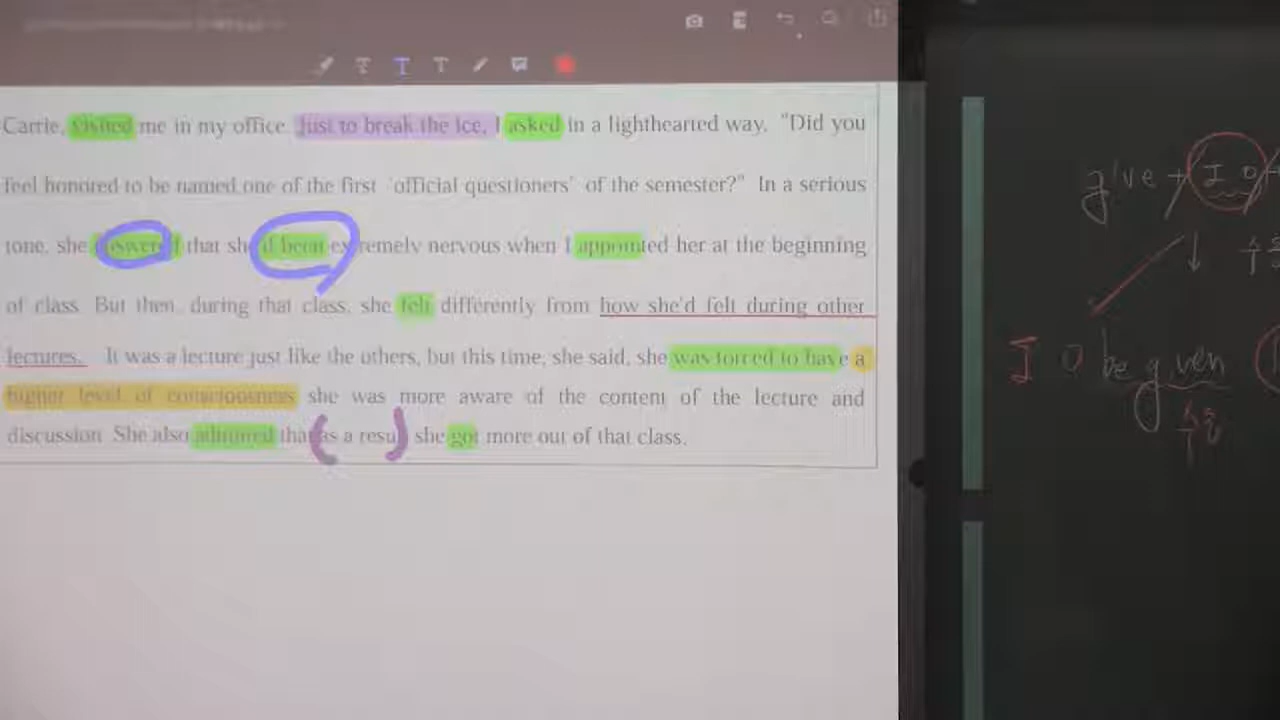 Carrie, visited me in my office. Just to break the ice, I asked in a lighthearted way, "Did you
feel honored to be named one of the first 'official questioners' of the semester?" In a serious
tone, she answered that she'd been extremely nervous when I appointed her at the beginning
of class. But then, during that class, she felt differently from how she'd felt during other
lectures. It was a lecture just like the others, but this time, she said, she was forced to have a
higher level of consciousness she was more aware of the content of the lecture and
discussion. She also admitted that as a result she got more out of that class.
give + I O +
수동
I O be given
수동